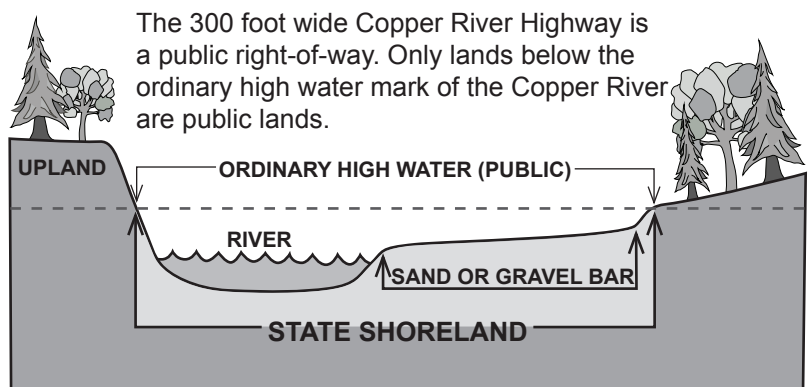 The 300 foot wide Copper River Highway is
a public right-of-way. Only lands below the
ordinary high water mark of the Copper River
are public lands.
UPLAND
ORDINARY HIGH WATER (PUBLIC)
RIVER
SAND OR GRAVEL BAR
STATE SHORELAND